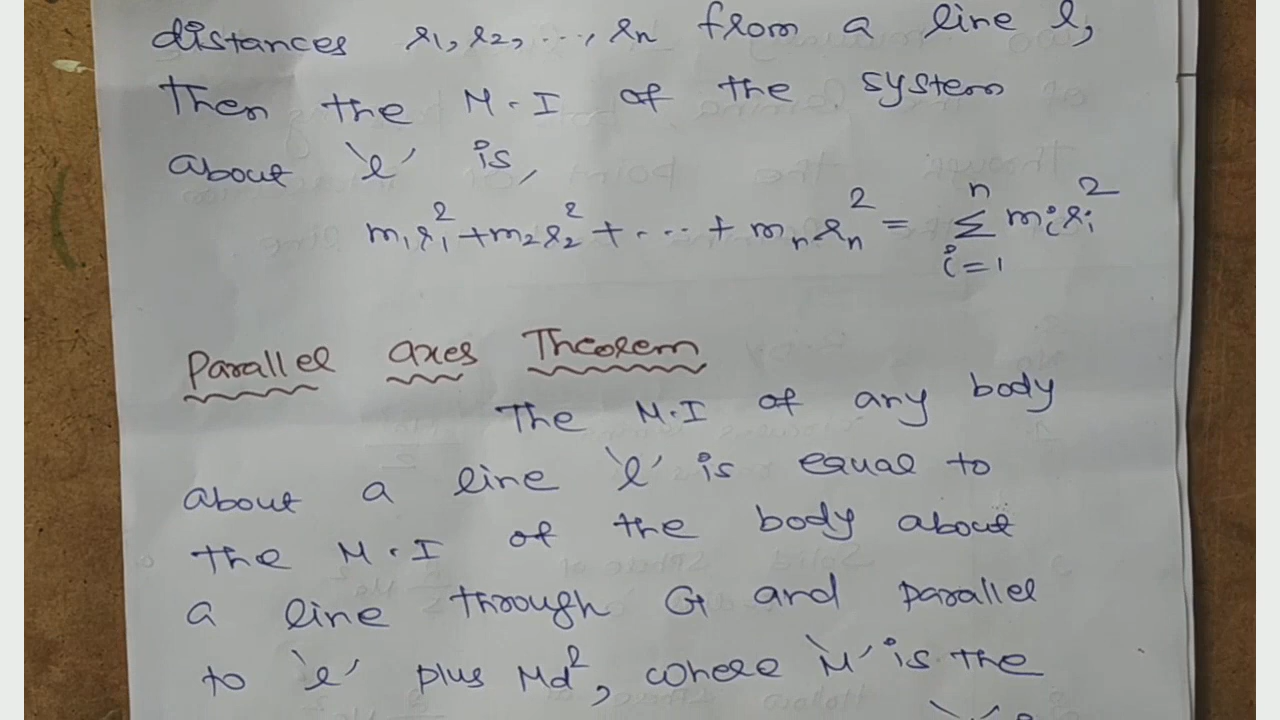 distances r₁, r₂, ..., rₙ from a line l,
Then the M.I of the system
about 'l' is,
m₁r₁² + m₂r₂² + ... + mₙrₙ² = n∑i=1 mᵢrᵢ²
Parallel axes Theorem
The M.I of any body
about a line 'l' is equal to
the M.I of the body about
a line through G and parallel
to 'l' plus Md², where 'M' is the